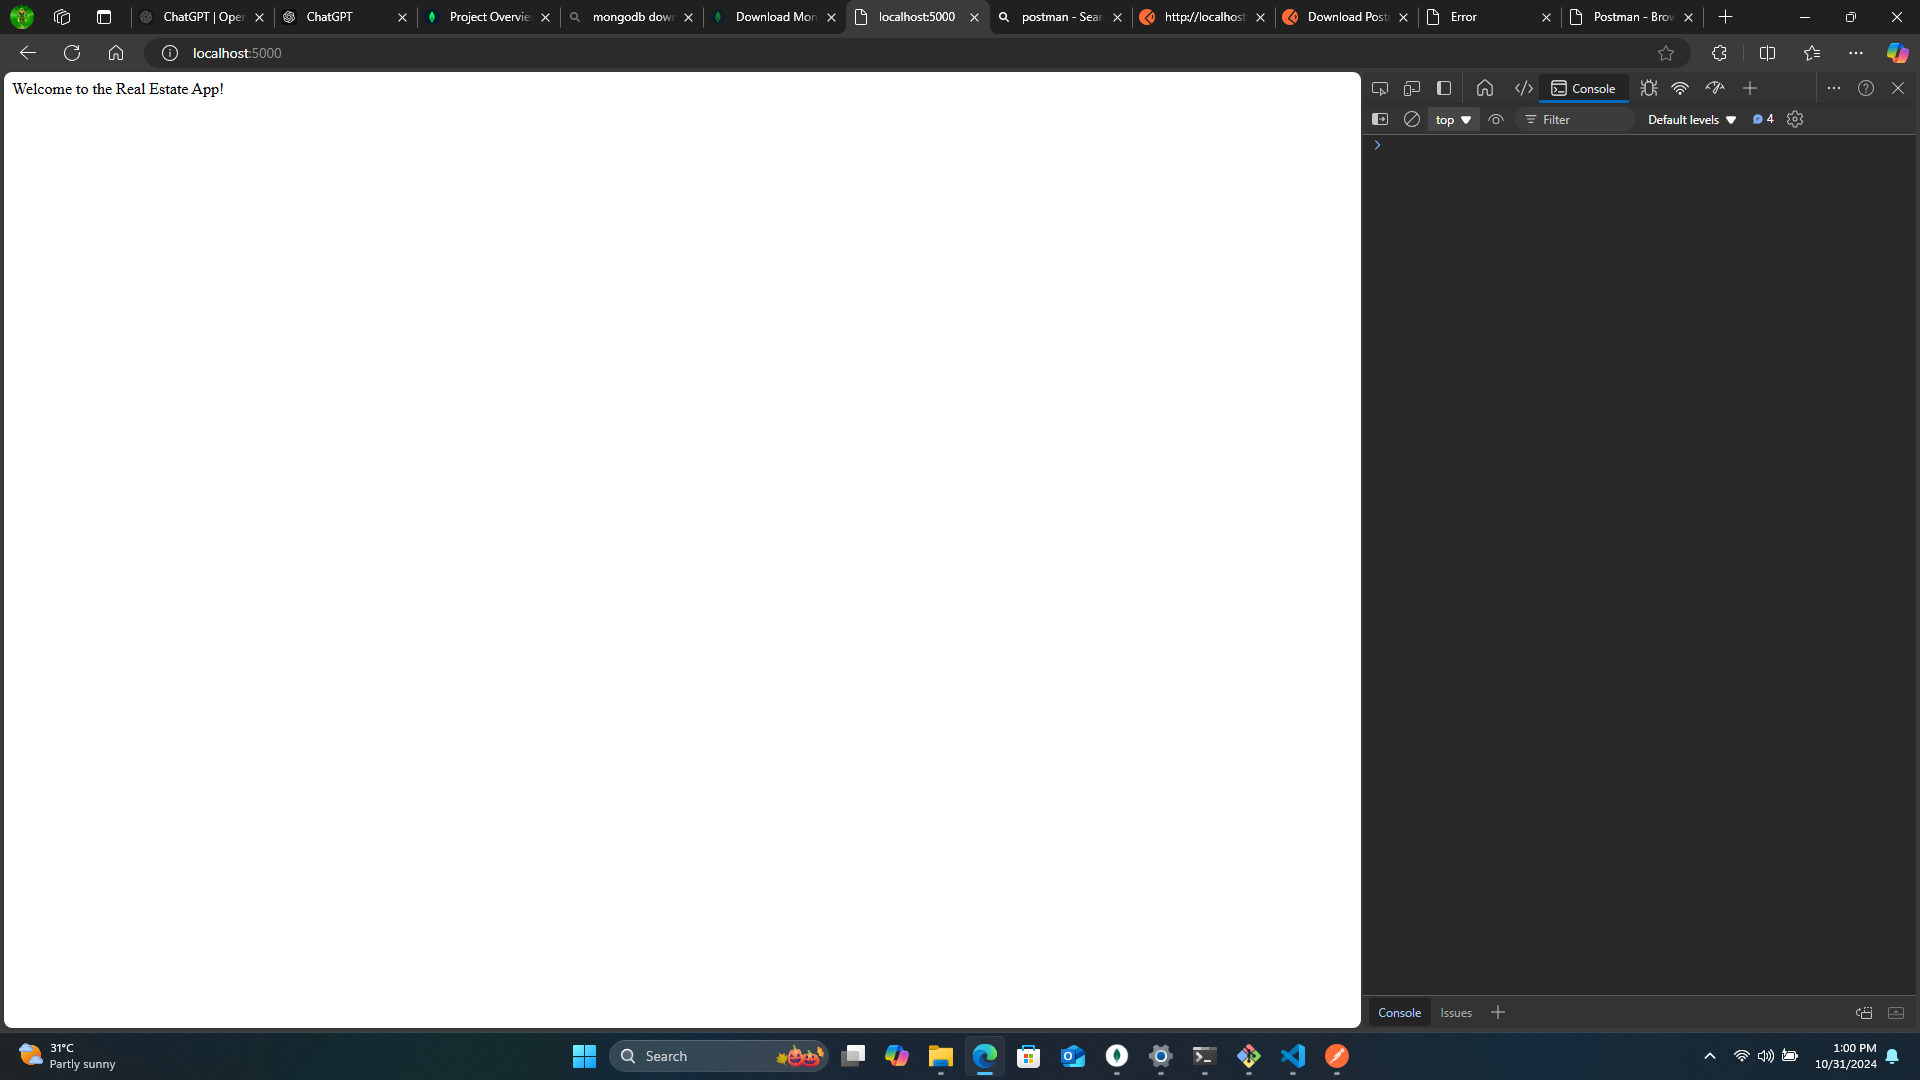 ChatGPT | Oper
ChatGPT
Project Overvie
mongodb dow
Download Mon
localhost:5000
postman - Sear
http://localhost
Download Post
Error
Postman - Brow
localhost:5000
Welcome to the Real Estate App!
Console
top
Filter
Default levels
4
Console
Issues
31°C
Partly sunny
Search
1:00 PM
10/31/2024